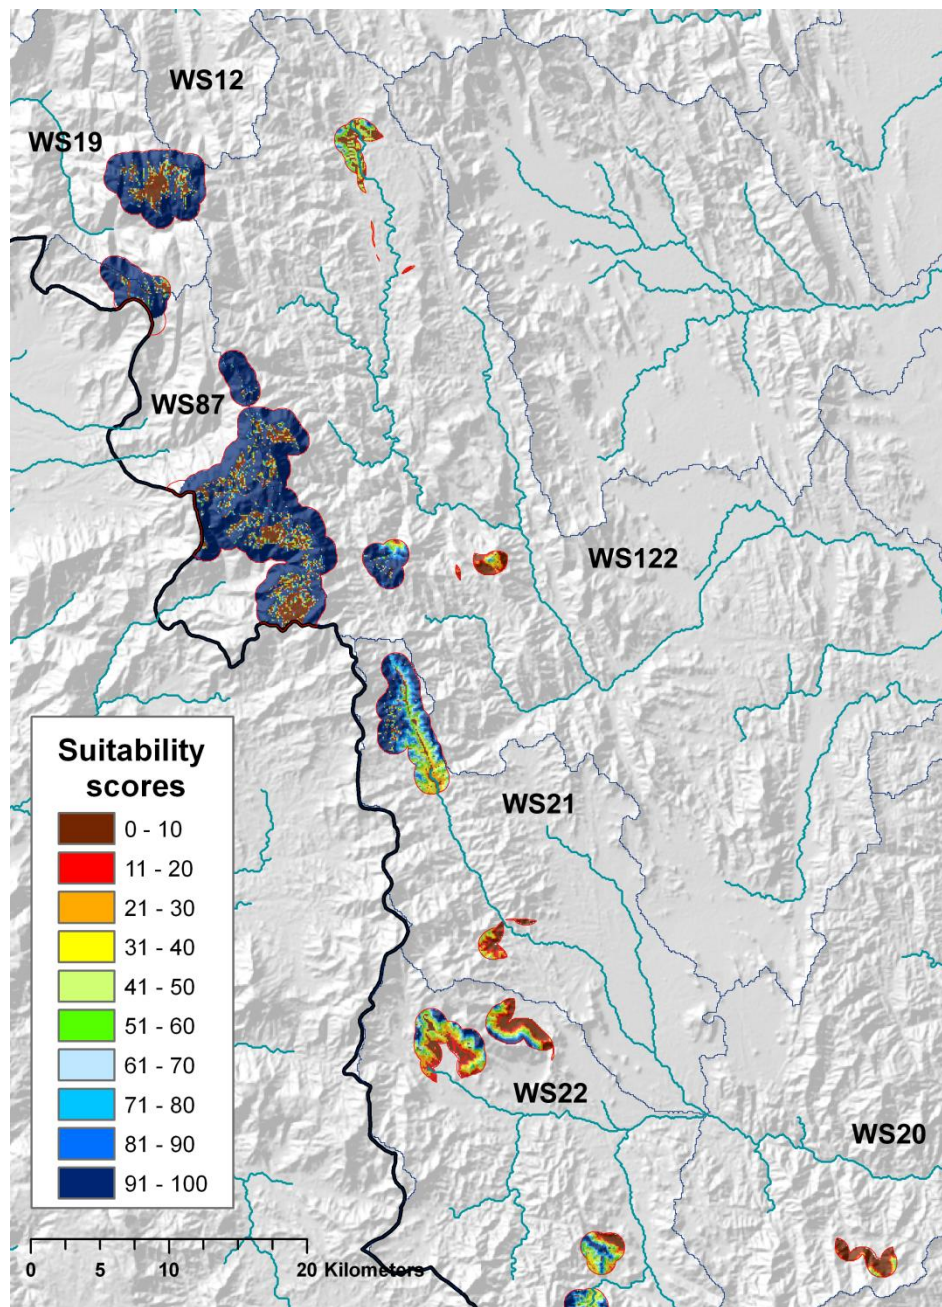 WS12
WS19
WS87
WS122
WS21
WS22
WS20
Suitability
scores
0 - 10
11 - 20
21 - 30
31 - 40
41 - 50
51 - 60
61 - 70
71 - 80
81 - 90
91 - 100
0 5 10 20 Kilometers